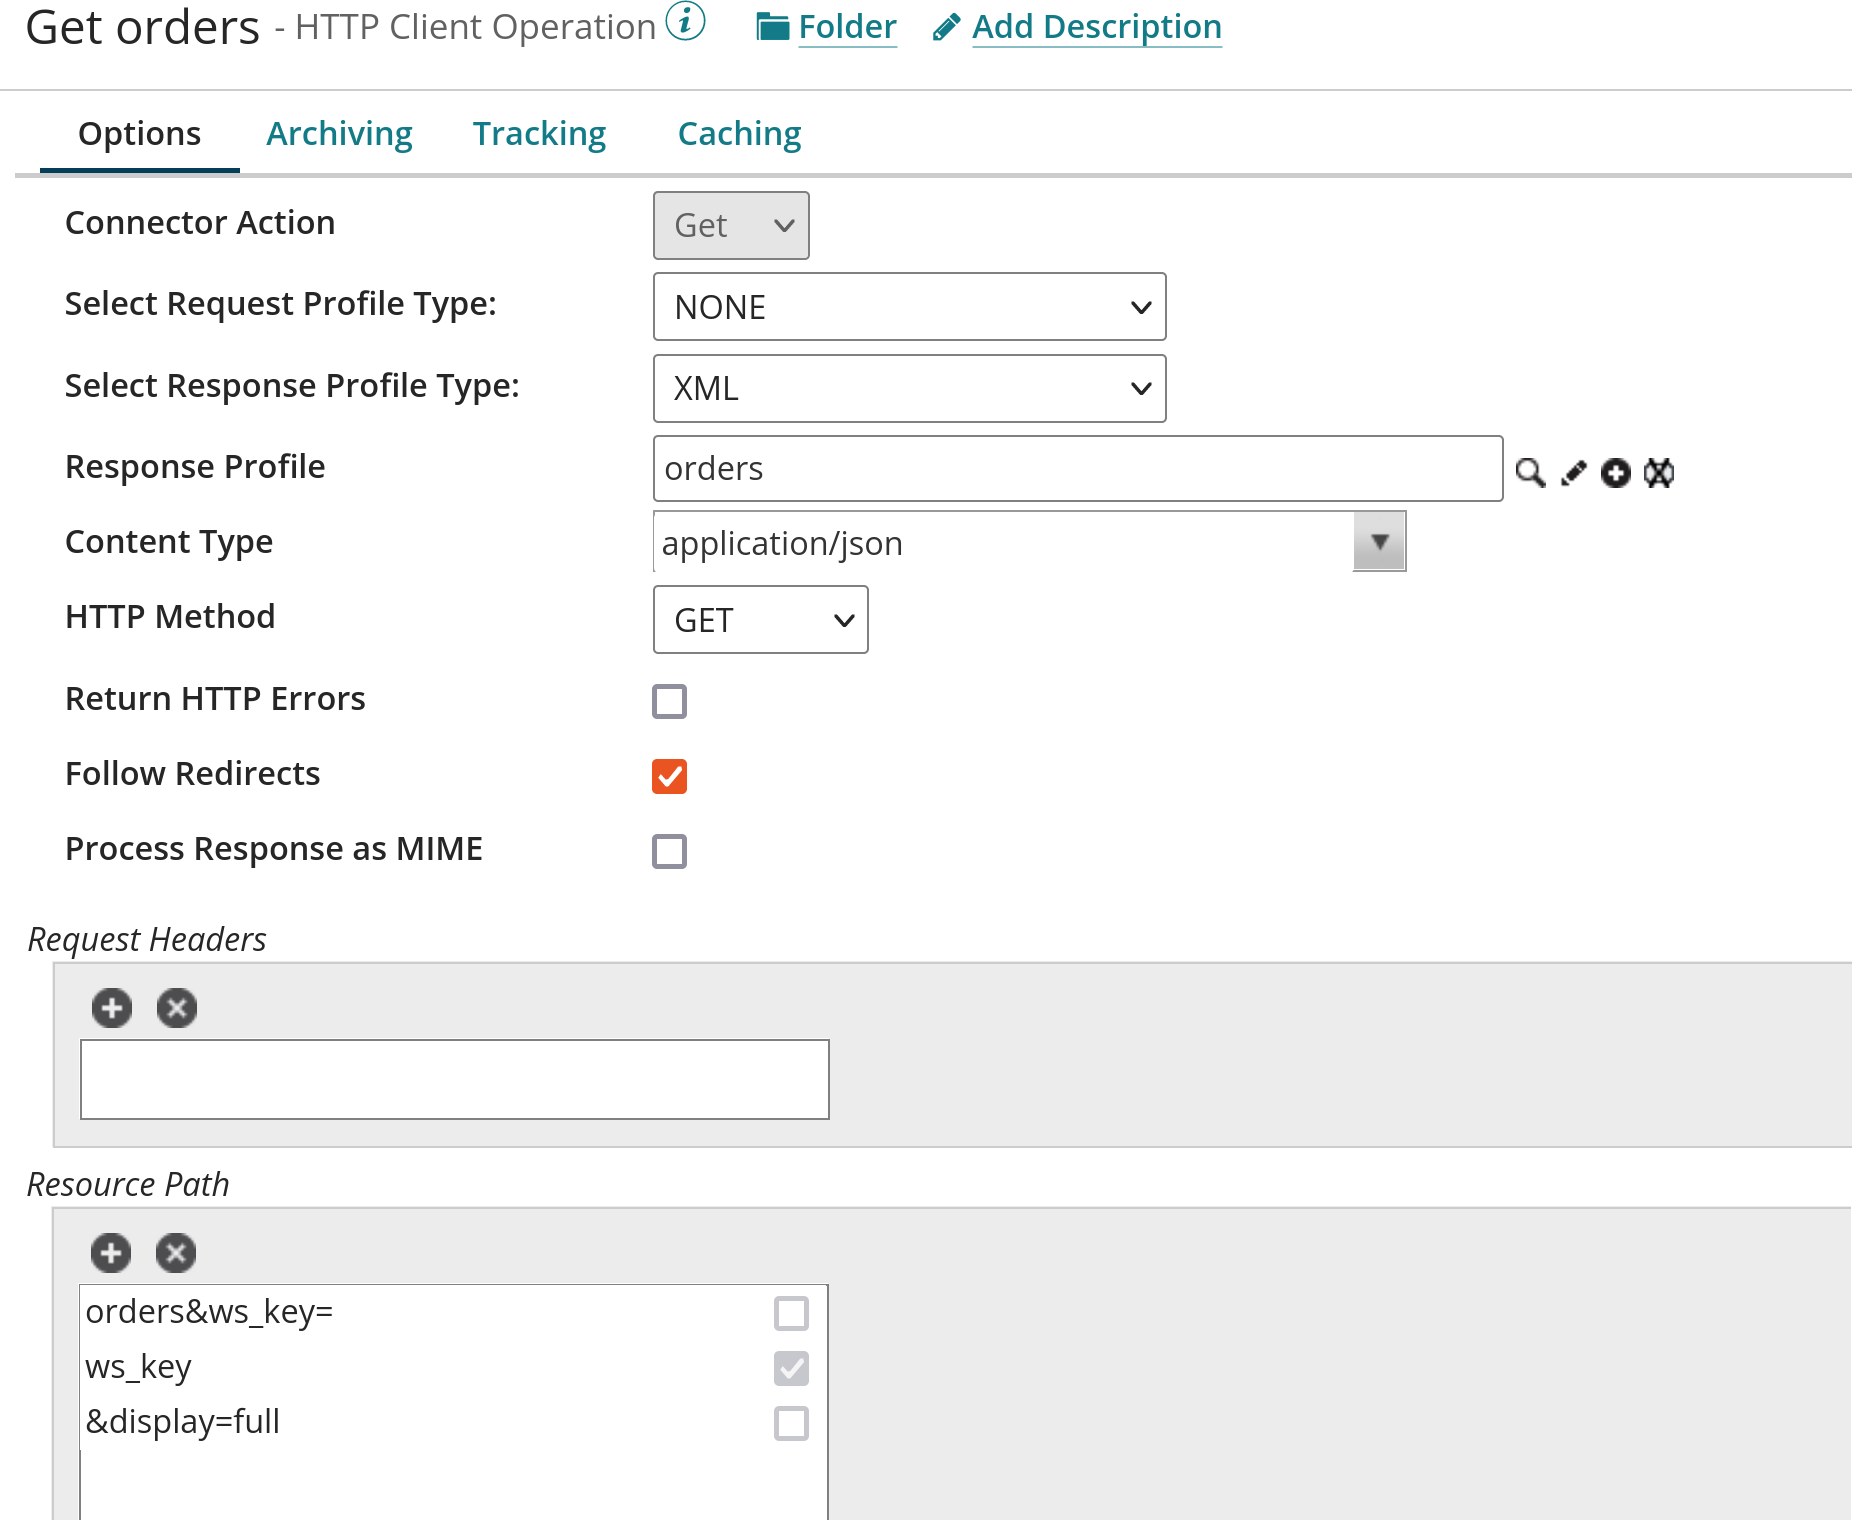 Get orders - HTTP Client Operation i Folder Add Description
Options Archiving Tracking Caching
Connector Action Get
Select Request Profile Type: NONE
Select Response Profile Type: XML
Response Profile orders
Content Type application/json
HTTP Method GET
Return HTTP Errors
Follow Redirects
Process Response as MIME
Request Headers
Resource Path
orders&ws_key=
ws_key
&display=full